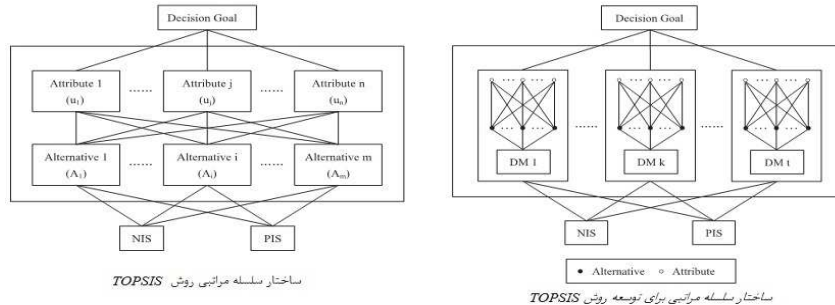 Decision Goal
Attribute 1
(u₁)
......
Attribute j
(uⱼ)
......
Attribute n
(uₙ)
Alternative 1
(A₁)
......
Alternative i
(Aᵢ)
......
Alternative m
(Aₘ)
NIS
PIS
ساختار سلسله مراتبی روش TOPSIS
Decision Goal
DM 1
......
DM k
......
DM t
NIS
PIS
Alternative
Attribute
ساختار سلسله مراتبی برای توسعه روش TOPSIS